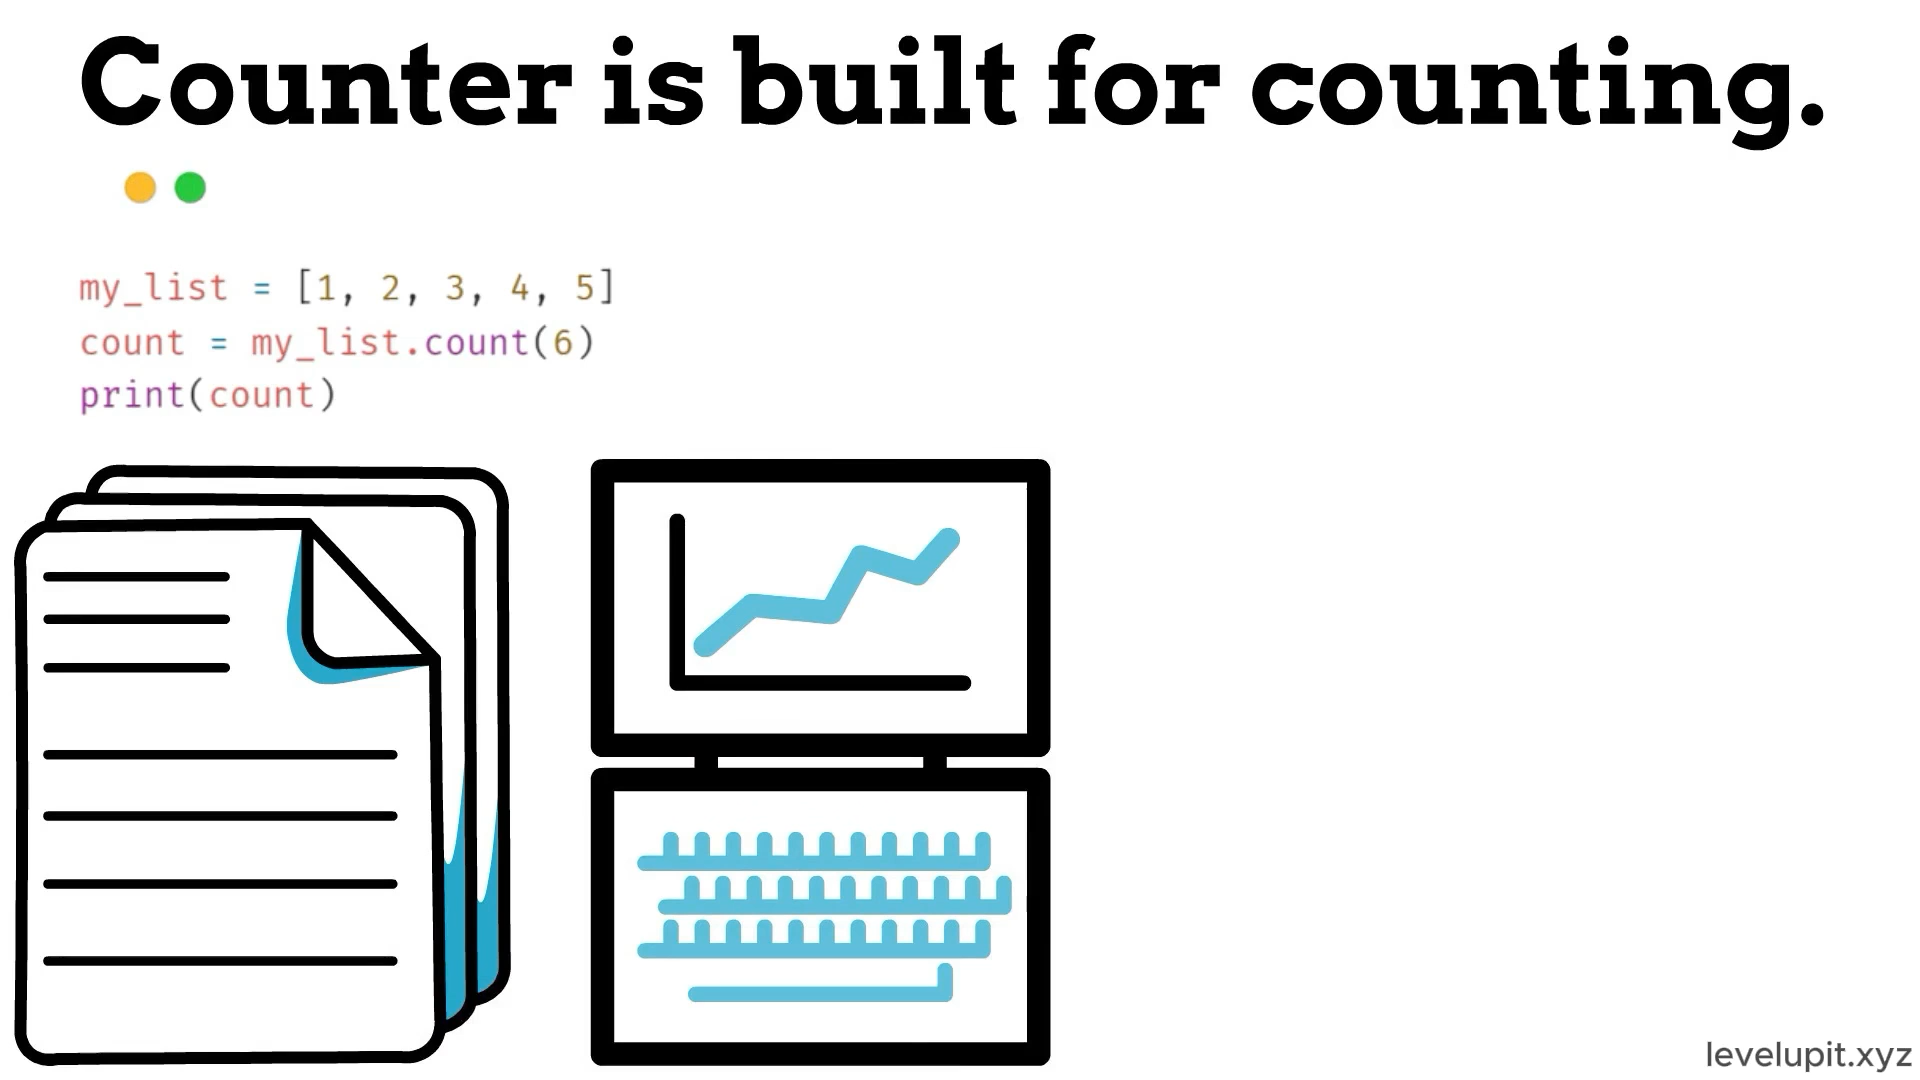 Counter is built for counting.
my_list = [1, 2, 3, 4, 5]
count = my_list.count(6)
print(count)
levelupit.xyz